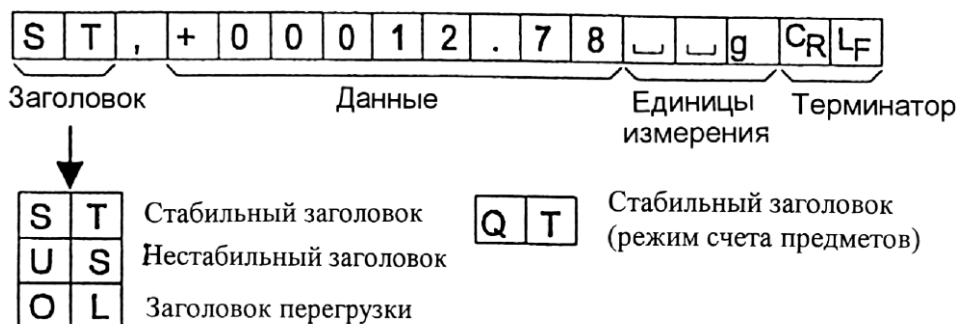 S T , + 0 0 0 1 2 . 7 8 ␣ ␣ g CR LF
Заголовок Данные Единицы измерения Терминатор
S T Стабильный заголовок
U S Нестабильный заголовок
O L Заголовок перегрузки
Q T Стабильный заголовок
(режим счета предметов)